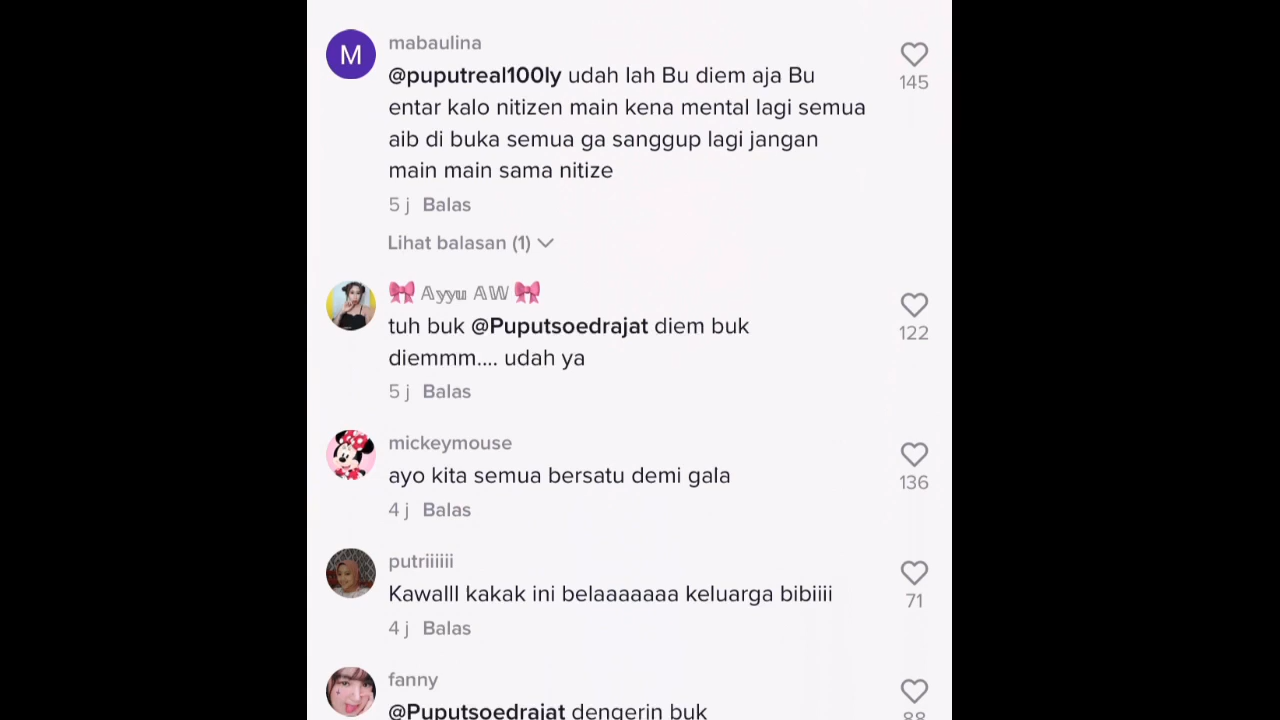 M
mabaulina
@puputreal100ly udah lah Bu diem aja Bu
entar kalo nitizen main kena mental lagi semua
aib di buka semua ga sanggup lagi jangan
main main sama nitize
145
5 j Balas
Lihat balasan (1)
🎀 𝔸𝕪𝕪𝕦 𝔸𝕎 🎀
tuh buk @Puputsoedrajat diem buk
diemmm.... udah ya
122
5 j Balas
mickeymouse
ayo kita semua bersatu demi gala
136
4 j Balas
putriiiiii
Kawalll kakak ini belaaaaaaa keluarga bibiiii
71
4 j Balas
fanny
@Puputsoedrajat dengerin buk
88